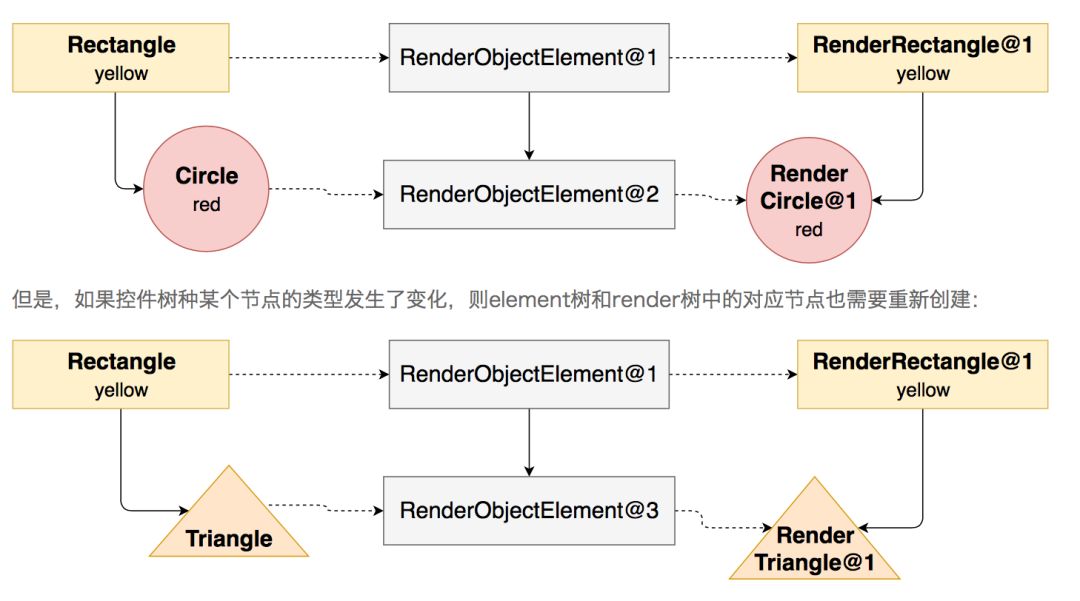 Rectangle
yellow
RenderObjectElement@1
RenderRectangle@1
yellow
Circle
red
RenderObjectElement@2
Render
Circle@1
red
但是，如果控件树种某个节点的类型发生了变化，则element树和render树中的对应节点也需要重新创建：
Rectangle
yellow
RenderObjectElement@1
RenderRectangle@1
yellow
Triangle
RenderObjectElement@3
Render
Triangle@1